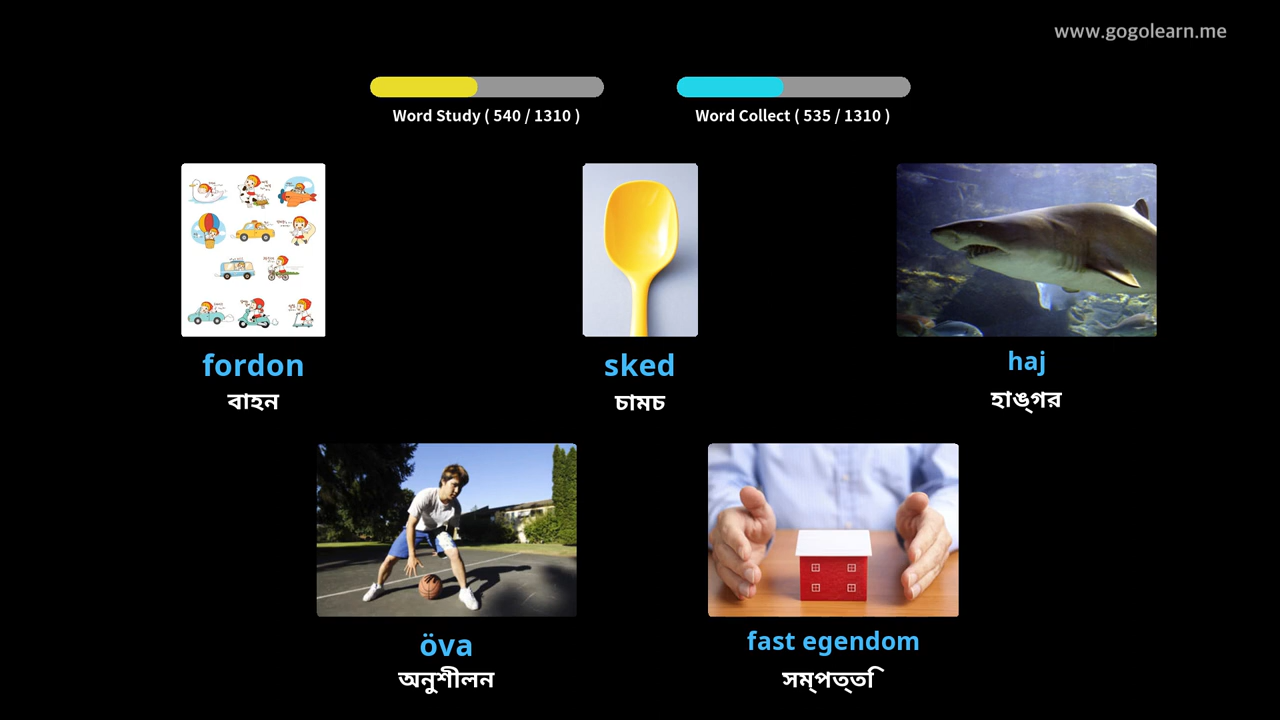 www.gogolearn.me
Word Study ( 540 / 1310 )
Word Collect ( 535 / 1310 )
fordon
বাহন
sked
চামচ
haj
হাঙ্গর
öva
অনুশীলন
fast egendom
সম্পত্তি